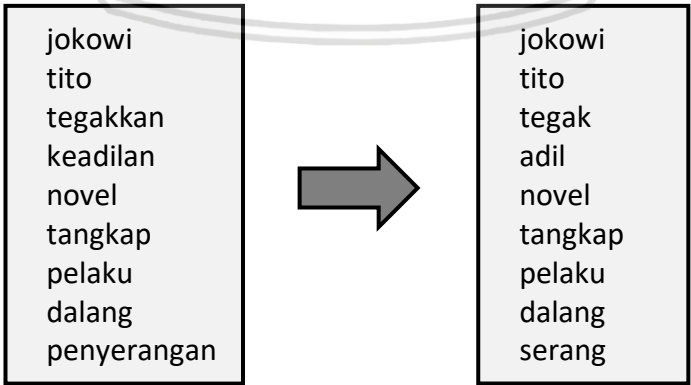 jokowi
tito
tegakkan
keadilan
novel
tangkap
pelaku
dalang
penyerangan
jokowi
tito
tegak
adil
novel
tangkap
pelaku
dalang
serang